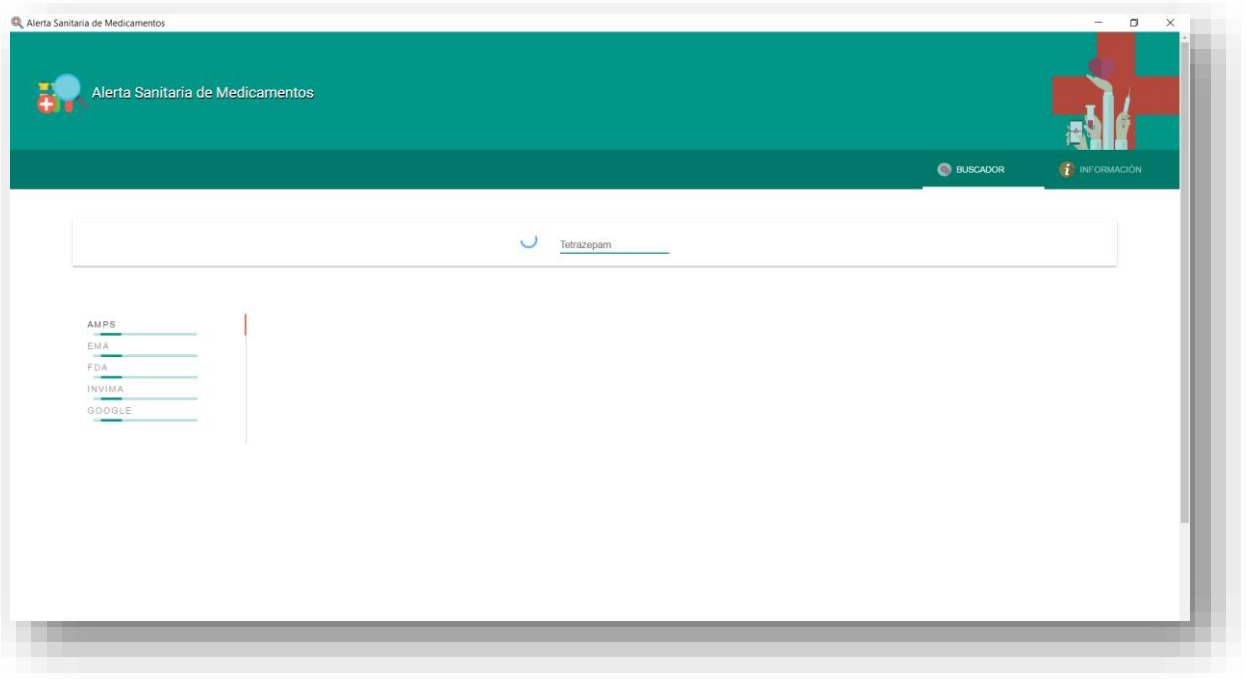 Alerta Sanitaria de Medicamentos
Alerta Sanitaria de Medicamentos
BUSCADOR
INFORMACIÓN
Tetrazepam
AMPS
EMA
FDA
INVIMA
GOOGLE